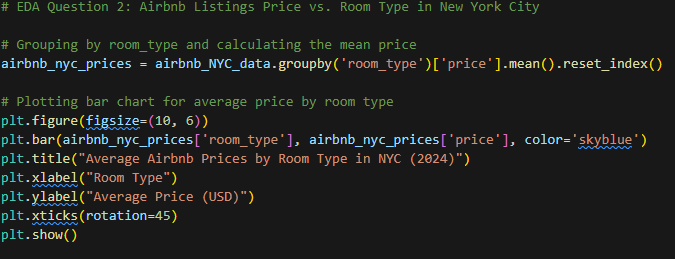 # EDA Question 2: Airbnb Listings Price vs. Room Type in New York City
# Grouping by room_type and calculating the mean price
airbnb_nyc_prices = airbnb_NYC_data.groupby('room_type')['price'].mean().reset_index()
# Plotting bar chart for average price by room type
plt.figure(figsize=(10, 6))
plt.bar(airbnb_nyc_prices['room_type'], airbnb_nyc_prices['price'], color='skyblue')
plt.title("Average Airbnb Prices by Room Type in NYC (2024)")
plt.xlabel("Room Type")
plt.ylabel("Average Price (USD)")
plt.xticks(rotation=45)
plt.show()